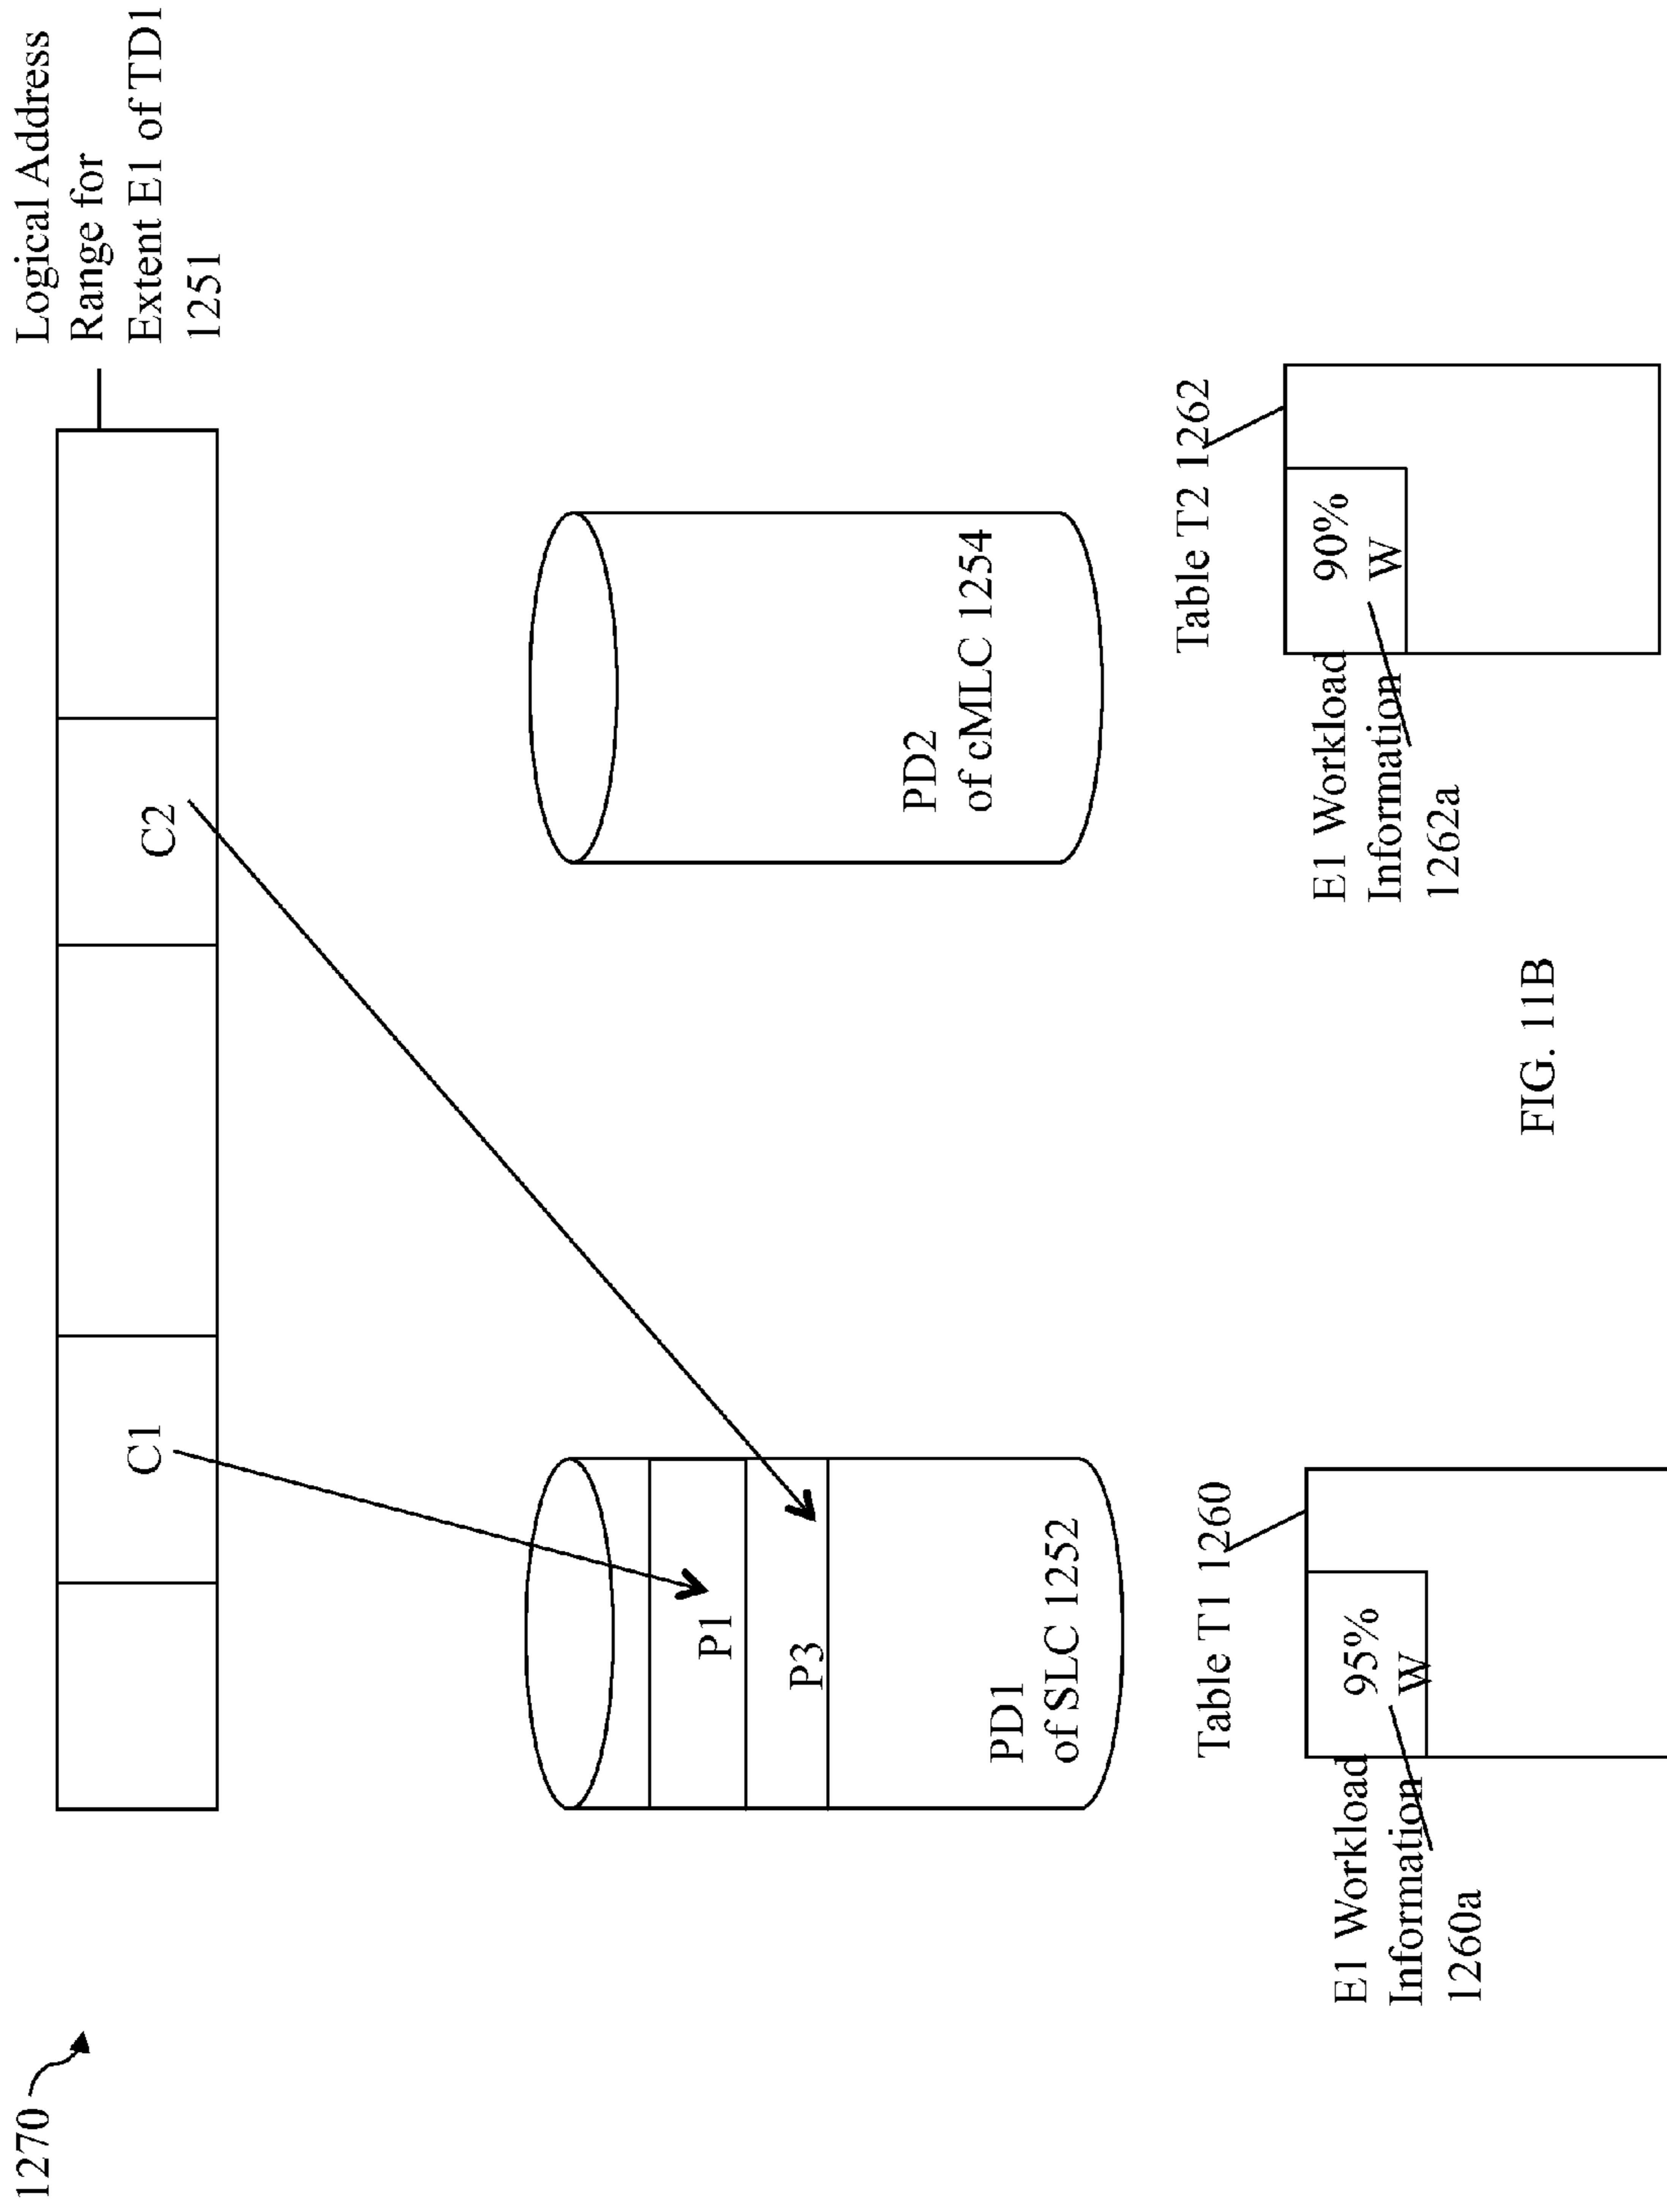 1270
Logical Address
Range for
Extent E1 of TD1
1251
C1
C2
P1
P3
PD1
of SLC 1252
PD2
of cMLC 1254
Table T1 1260
95%
W
E1 Workload
Information
1260a
Table T2 1262
90%
W
E1 Workload
Information
1262a
FIG. 11B